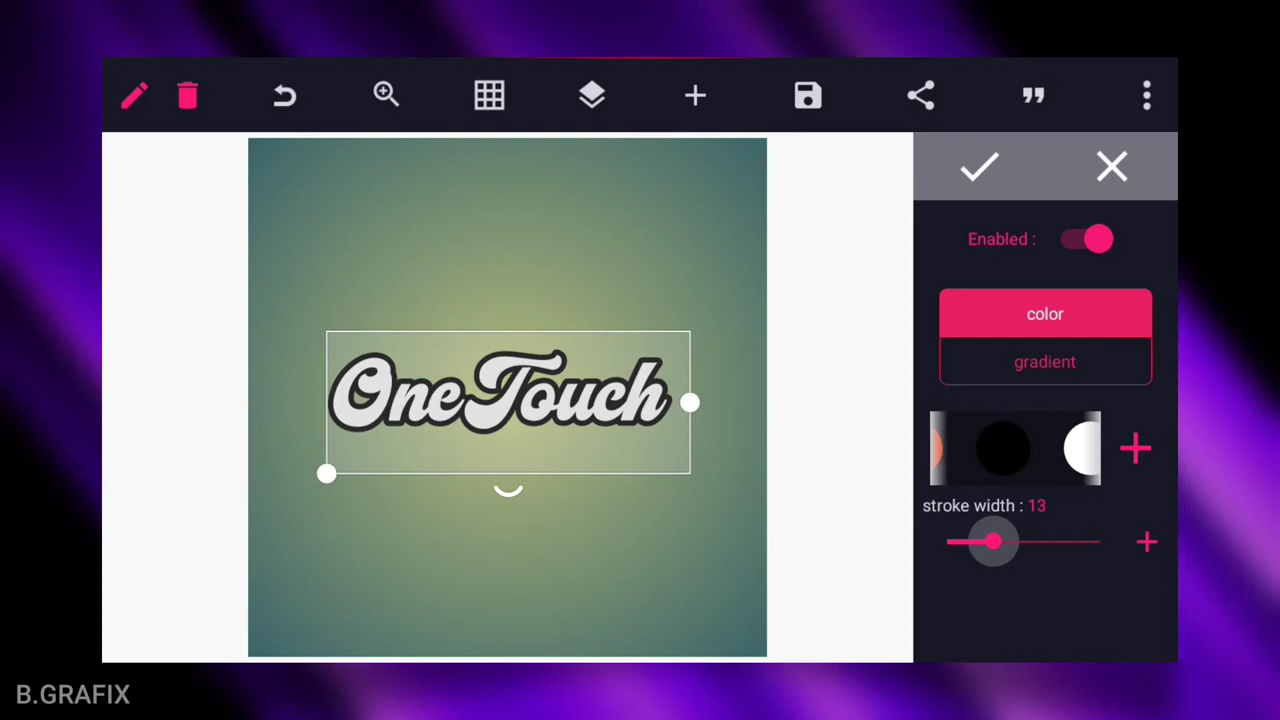 Enabled :
color
gradient
OneTouch
stroke width : 13
B.GRAFIX